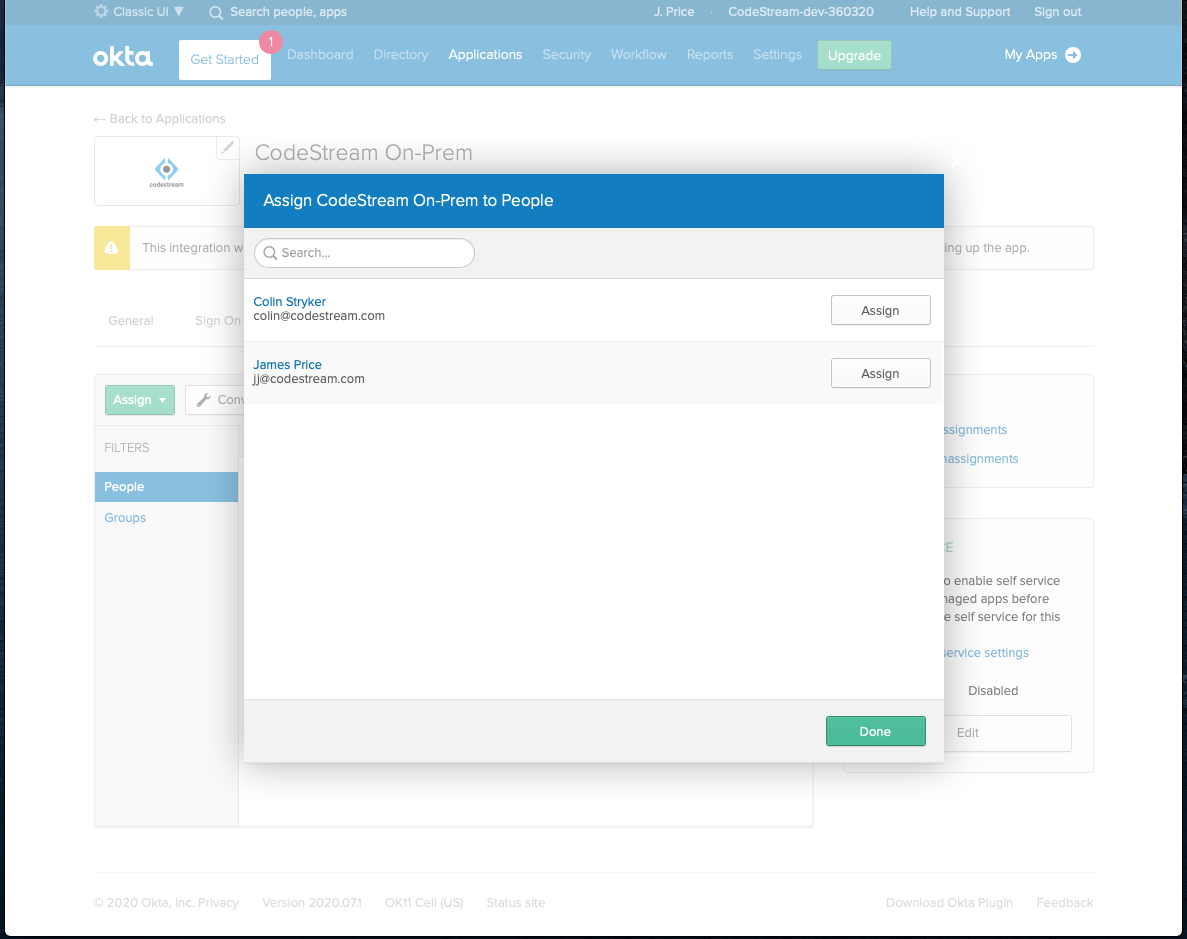 Classic UI ▼ Search people, apps J. Price · CodeStream-dev-360320 Help and Support Sign out
okta Get Started 1 Dashboard Directory Applications Security Workflow Reports Settings Upgrade My Apps
← Back to Applications
codestream
CodeStream On-Prem
Assign CodeStream On-Prem to People
This integration ing up the app.
Search...
Colin Stryker
colin@codestream.com
Assign
General Sign On
James Price
jj@codestream.com
Assign
Assign ▾
FILTERS
People
Groups
ssignments
assignments
o enable self service
naged apps before
e self service for this
service settings
Disabled
Edit
Done
© 2020 Okta, Inc. Privacy Version 2020.07.1 OK11 Cell (US) Status site Download Okta Plugin Feedback